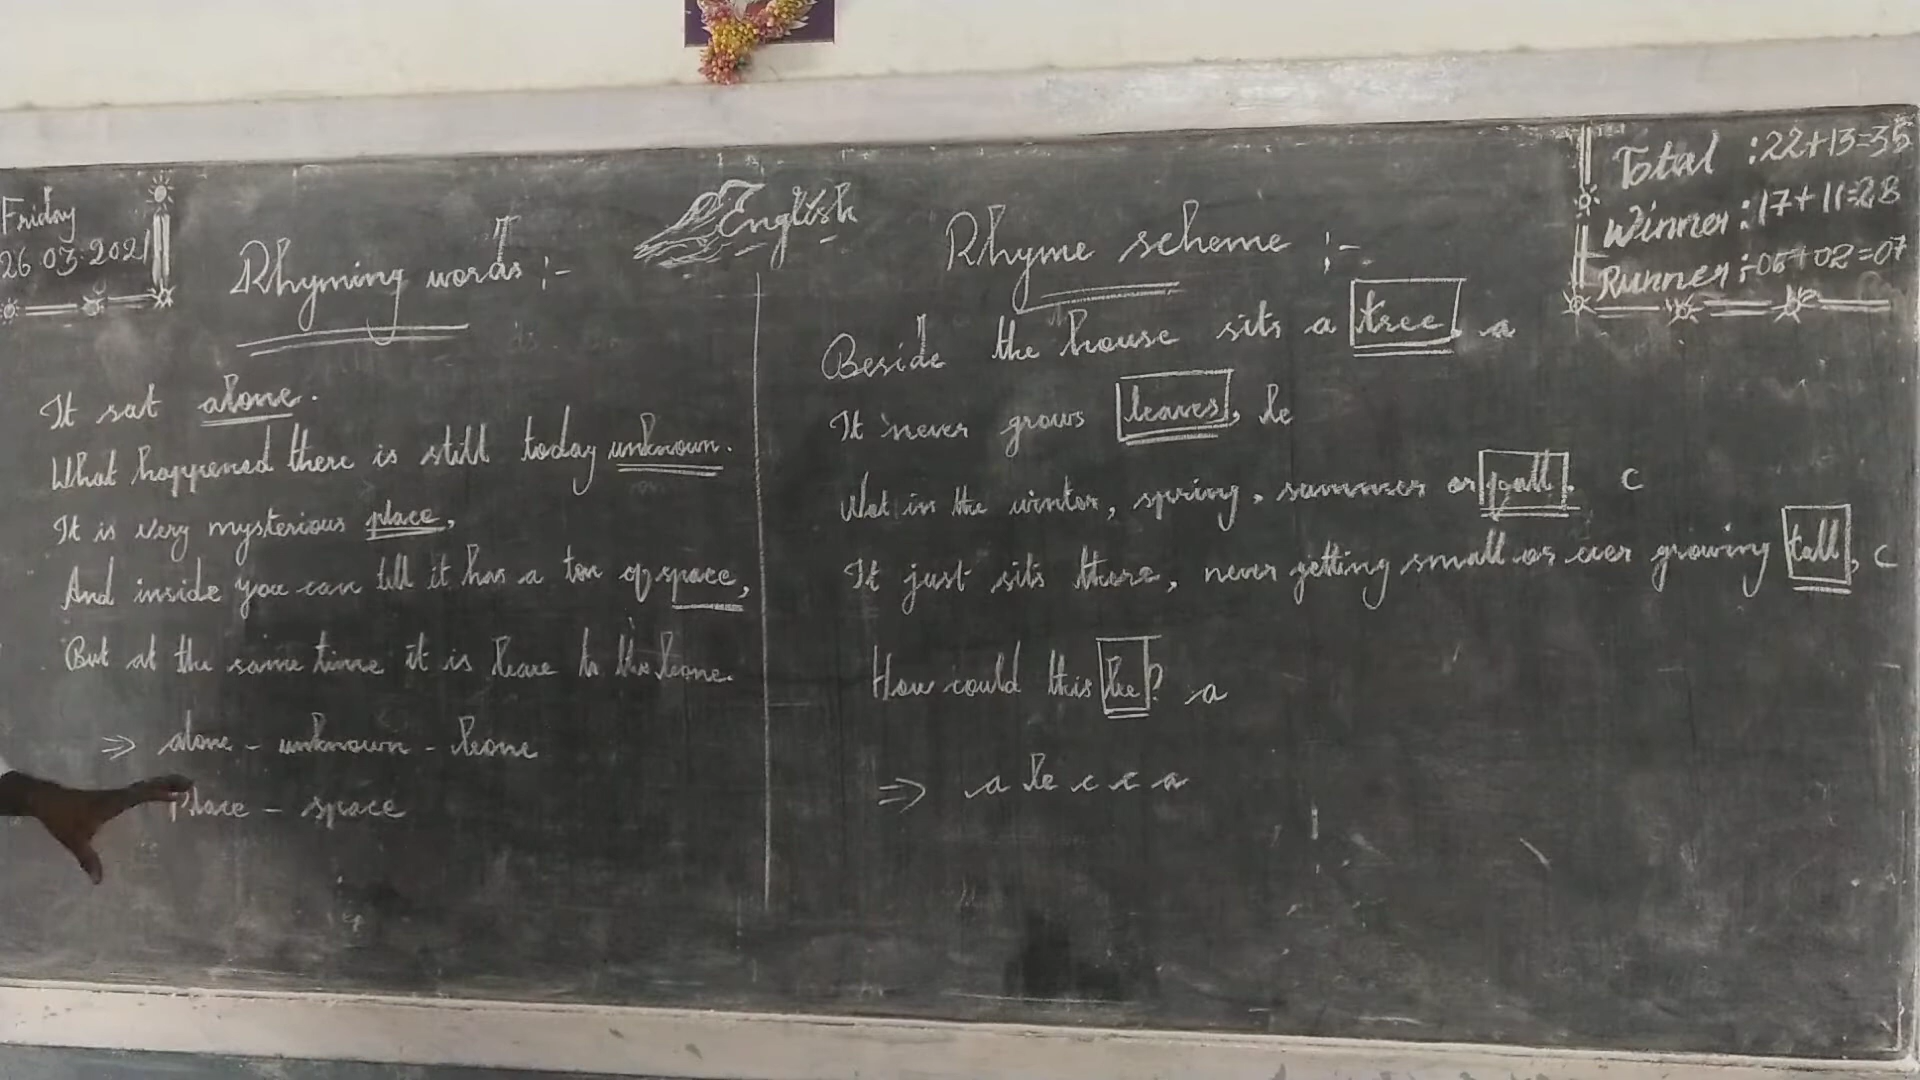 Friday
26.03.2021
English
Total : 22+13=35
Winner : 17+11=28
Runner :- 05+02=07
Rhyming words :-
It sat alone.
What happened there is still today unknown.
It is very mysterious place,
And inside you can tell it has a ton of space,
But at the same time it is bare to the bone.
⇒ alone - unknown - bone
Place - space
Rhyme scheme :-
Beside the house sits a tree. a
It never grows leaves, b
Not in the winter, spring, summer or fall. c
It just sits there, never getting small or ever growing tall, c
How could this be? a
⇒ a b c c a